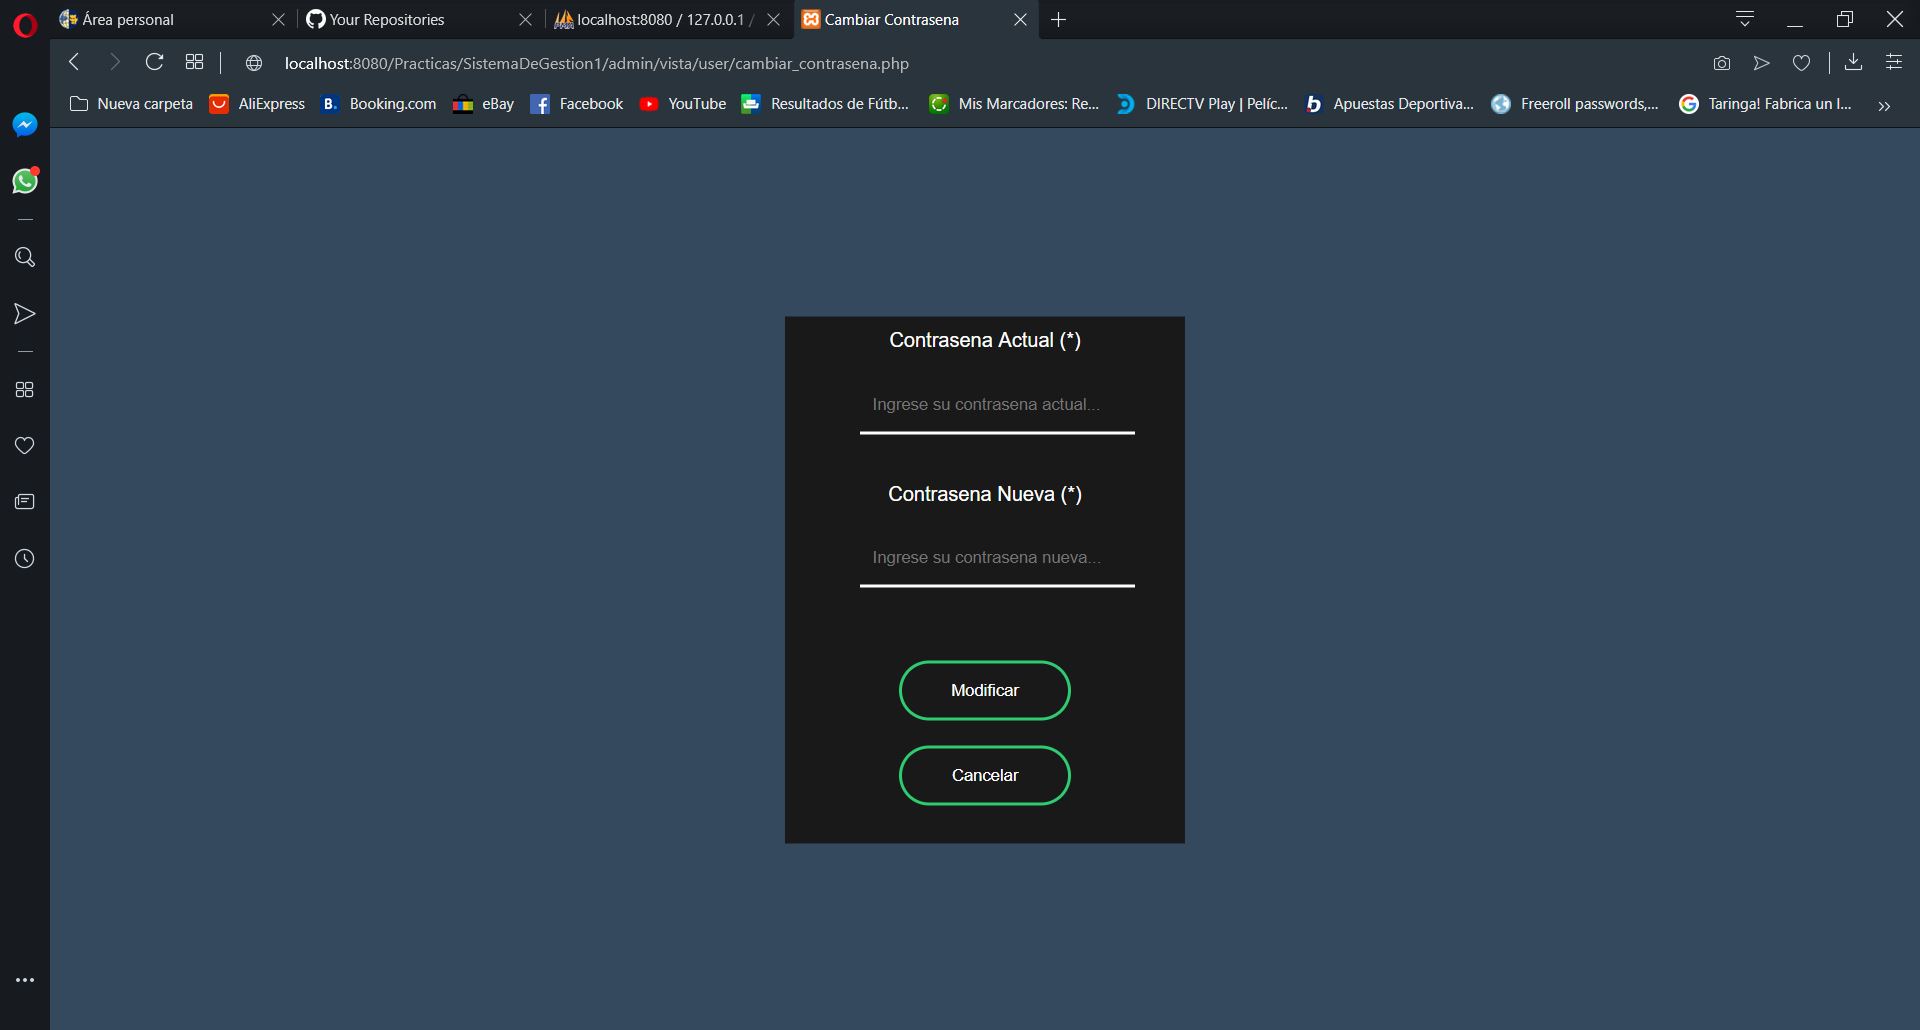 Área personal
Your Repositories
localhost:8080 / 127.0.0.1 /
Cambiar Contrasena
localhost:8080/Practicas/SistemaDeGestion1/admin/vista/user/cambiar_contrasena.php
Nueva carpeta
AliExpress
B. Booking.com
eBay
Facebook
YouTube
Resultados de Fútb...
Mis Marcadores: Re...
DIRECTV Play | Pelíc...
Apuestas Deportiva...
Freeroll passwords,...
Taringa! Fabrica un I...
Contrasena Actual (*)
Ingrese su contrasena actual...
Contrasena Nueva (*)
Ingrese su contrasena nueva...
Modificar
Cancelar